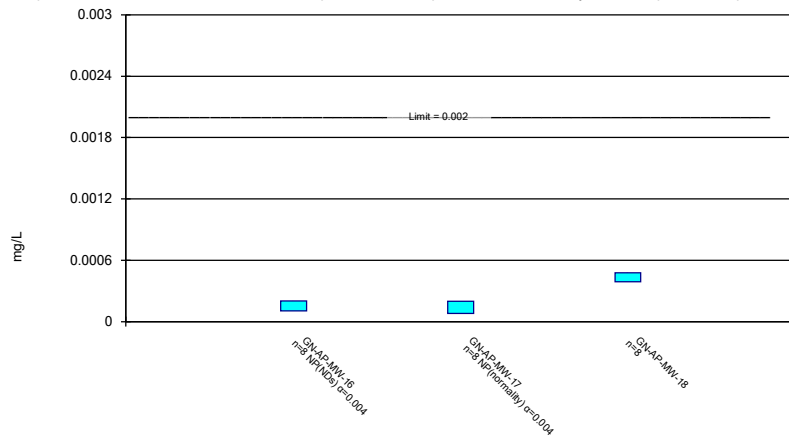 0.003
0.0024
Limit = 0.002
0.0018
0.0012
0.0006
0
mg/L
GN-AP-MW-16
n=8 NP(NDs) α=0.004
GN-AP-MW-17
n=8 NP(normality) α=0.004
GN-AP-MW-18
n=8